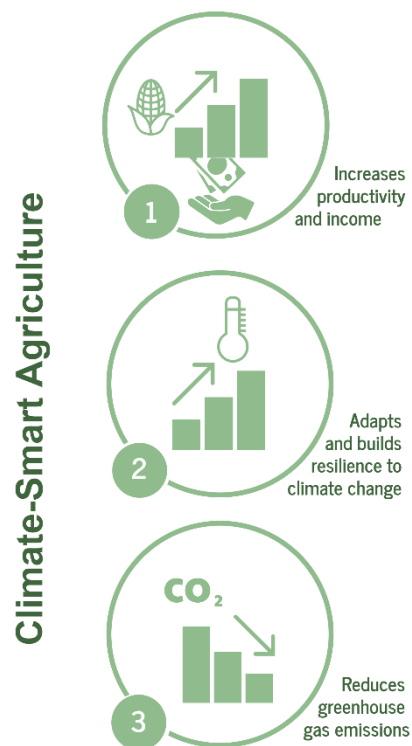 Climate-Smart Agriculture
1
Increases
productivity
and income
2
Adapts
and builds
resilience to
climate change
CO₂
3
Reduces
greenhouse
gas emissions